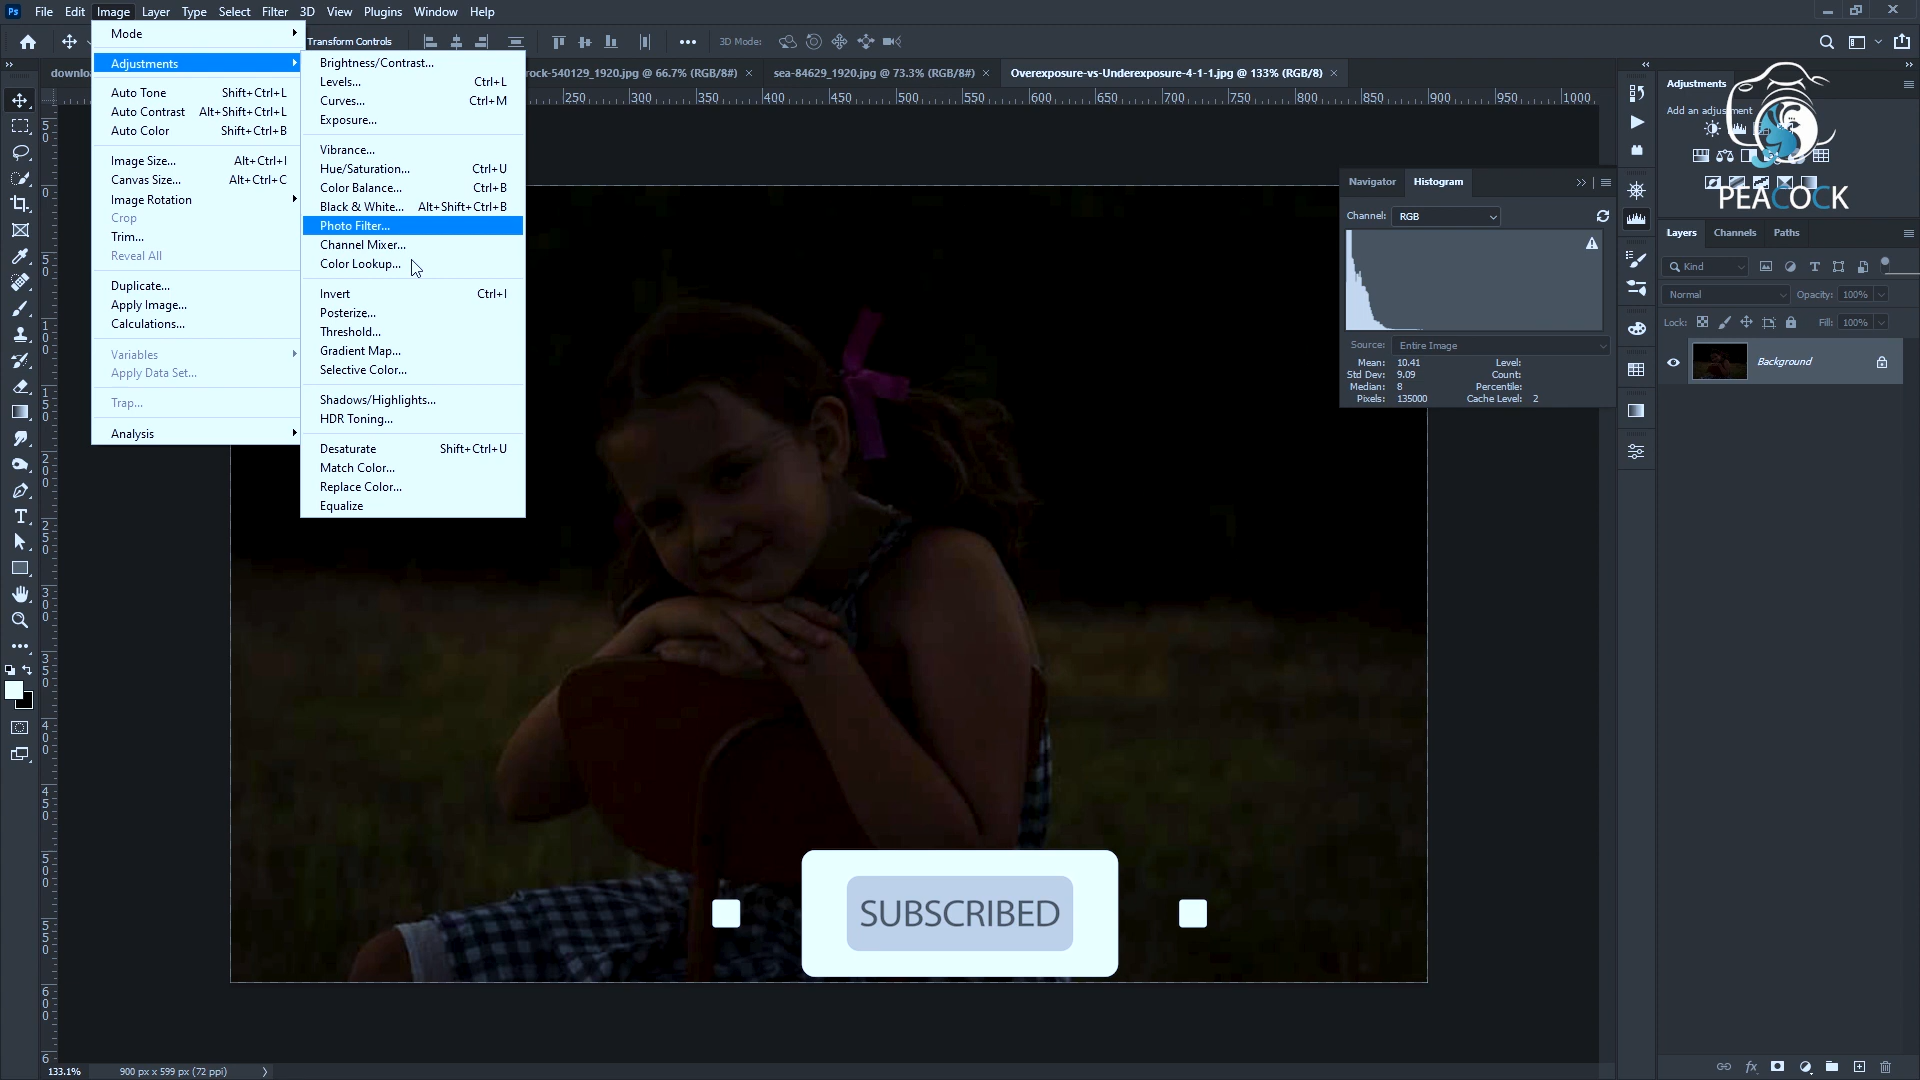 Ps File Edit Image Layer Type Select Filter 3D View Plugins Window Help
Transform Controls 3D Mode:
rock-540129_1920.jpg @ 66.7% (RGB/8#) × sea-84629_1920.jpg @ 73.3% (RGB/8#) × Overexposure-vs-Underexposure-4-1-1.jpg @ 133% (RGB/8) ×
250 300 350 400 450 500 550 600 650 700 750 800 850 900 950 1000
Mode
Adjustments
Auto Tone Shift+Ctrl+L
Auto Contrast Alt+Shift+Ctrl+L
Auto Color Shift+Ctrl+B
Image Size... Alt+Ctrl+I
Canvas Size... Alt+Ctrl+C
Image Rotation
Crop
Trim...
Reveal All
Duplicate...
Apply Image...
Calculations...
Variables
Apply Data Set...
Trap...
Analysis
Brightness/Contrast...
Levels... Ctrl+L
Curves... Ctrl+M
Exposure...
Vibrance...
Hue/Saturation... Ctrl+U
Color Balance... Ctrl+B
Black & White... Alt+Shift+Ctrl+B
Photo Filter...
Channel Mixer...
Color Lookup...
Invert Ctrl+I
Posterize...
Threshold...
Gradient Map...
Selective Color...
Shadows/Highlights...
HDR Toning...
Desaturate Shift+Ctrl+U
Match Color...
Replace Color...
Equalize
Navigator Histogram
Channel: RGB
Source: Entire Image
Mean: 10.41 Level:
Std Dev: 9.09 Count:
Median: 8 Percentile:
Pixels: 135000 Cache Level: 2
Adjustments
Add an adjustment
PEACOCK
Layers Channels Paths
Kind
Normal Opacity: 100%
Lock: Fill: 100%
Background
SUBSCRIBED
133.1% 900 px x 599 px (72 ppi)